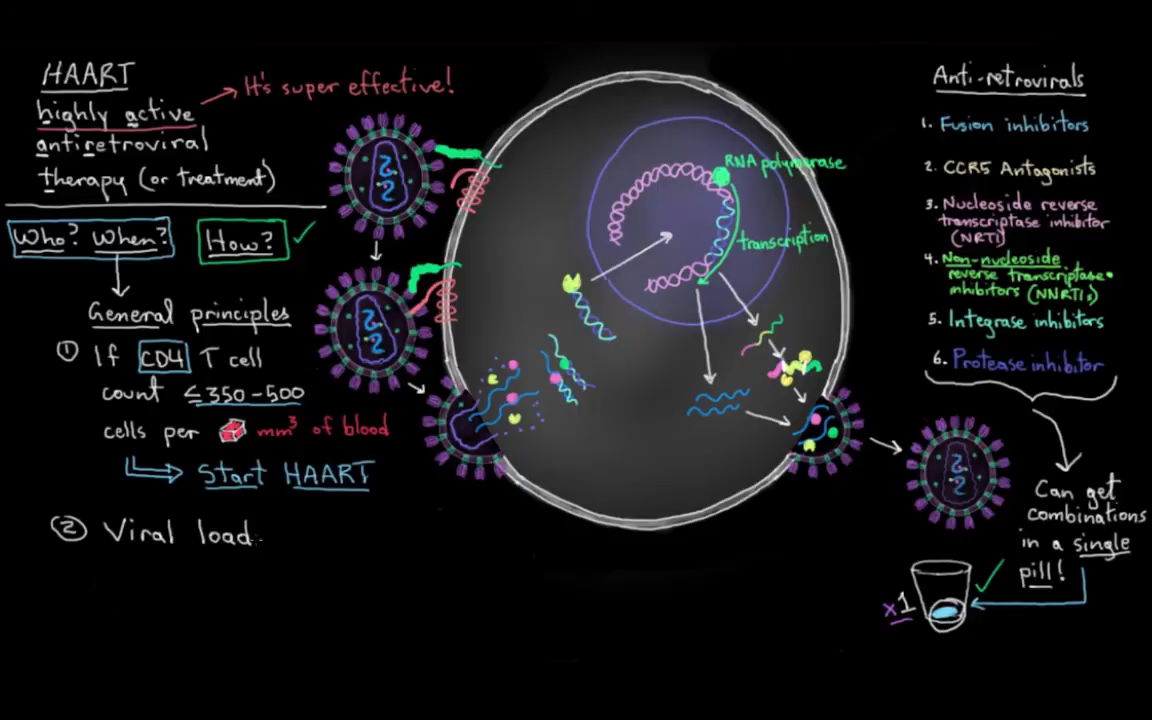 HAART
highly active
antiretroviral
therapy (or treatment)
It's super effective!
Who? When?
How?
General principles
① If CD4 T cell
count ≤350-500
cells per mm³ of blood
Start HAART
② Viral load
RNA polymerase
transcription
Anti-retrovirals
1. Fusion inhibitors
2. CCR5 Antagonists
3. Nucleoside reverse
transcriptase inhibitor
(NRTI)
4. Non-nucleoside
reverse transcriptase
inhibitors (NNRTIs)
5. Integrase inhibitors
6. Protease inhibitor
Can get
combinations
in a single
pill!
x1